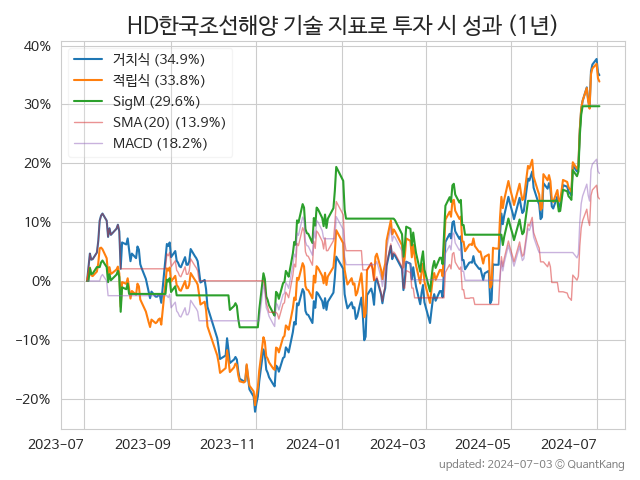 HD한국조선해양 기술 지표로 투자 시 성과 (1년)
40%
30%
20%
10%
0%
−10%
−20%
거치식 (34.9%)
적립식 (33.8%)
SigM (29.6%)
SMA(20) (13.9%)
MACD (18.2%)
2023-07 2023-09 2023-11 2024-01 2024-03 2024-05 2024-07
updated: 2024-07-03 © QuantKang